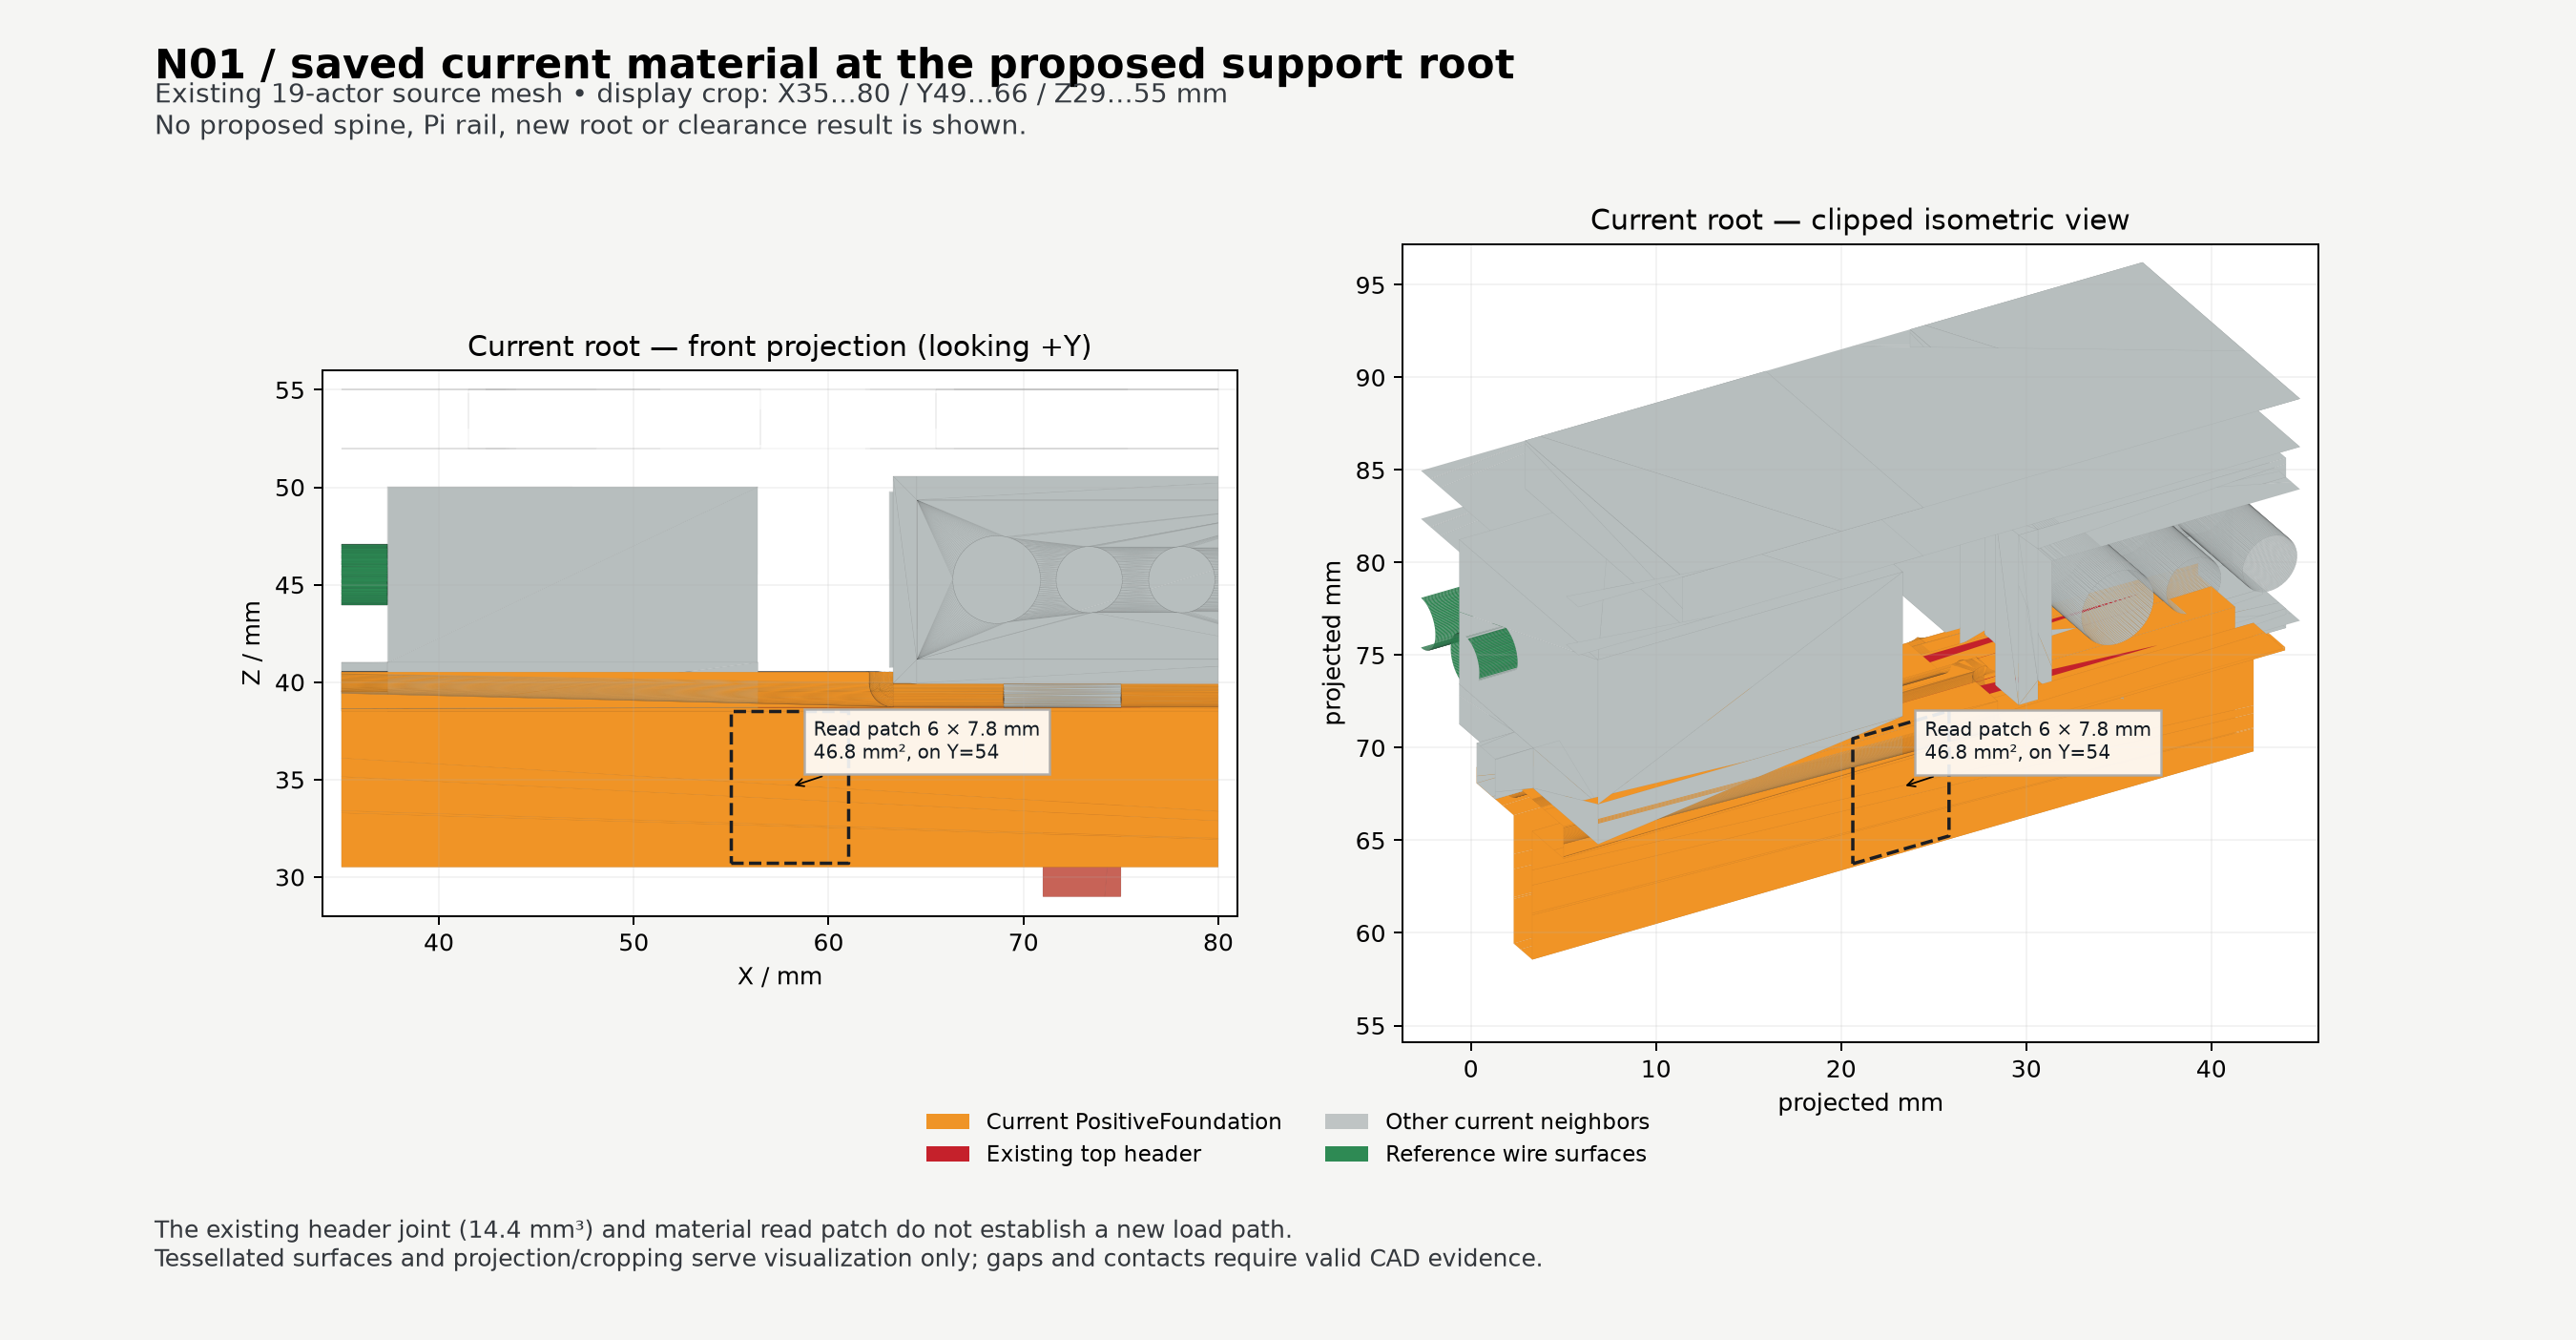 N01 / saved current material at the proposed support root
Existing 19-actor source mesh • display crop: X35…80 / Y49…66 / Z29…55 mm
No proposed spine, Pi rail, new root or clearance result is shown.
Current root — front projection (looking +Y)
55
50
45
40
35
30
Z / mm
Read patch 6 × 7.8 mm
46.8 mm², on Y=54
40
50
60
70
80
X / mm
Current root — clipped isometric view
95
90
85
80
75
70
65
60
55
projected mm
Read patch 6 × 7.8 mm
46.8 mm², on Y=54
0
10
20
30
40
projected mm
Current PositiveFoundation
Existing top header
Other current neighbors
Reference wire surfaces
The existing header joint (14.4 mm³) and material read patch do not establish a new load path.
Tessellated surfaces and projection/cropping serve visualization only; gaps and contacts require valid CAD evidence.